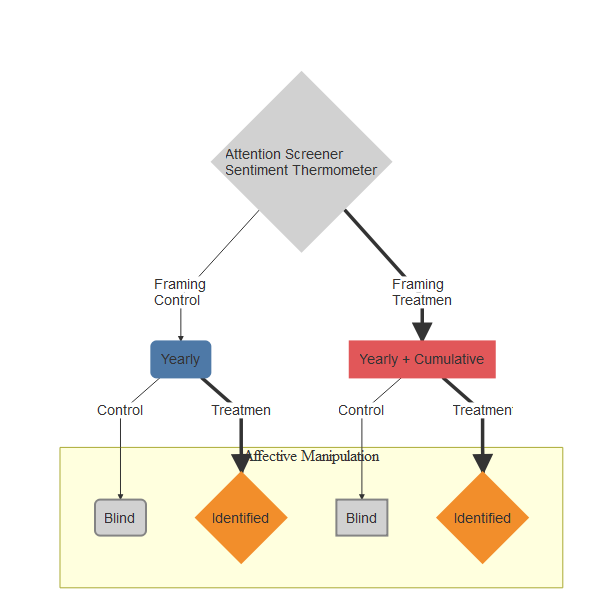 Attention Screener
Sentiment Thermometer
Framing
Control
Framing
Treatmen
Yearly
Yearly + Cumulative
Control
Treatmen
Control
Treatmen
Affective Manipulation
Blind
Identified
Blind
Identified